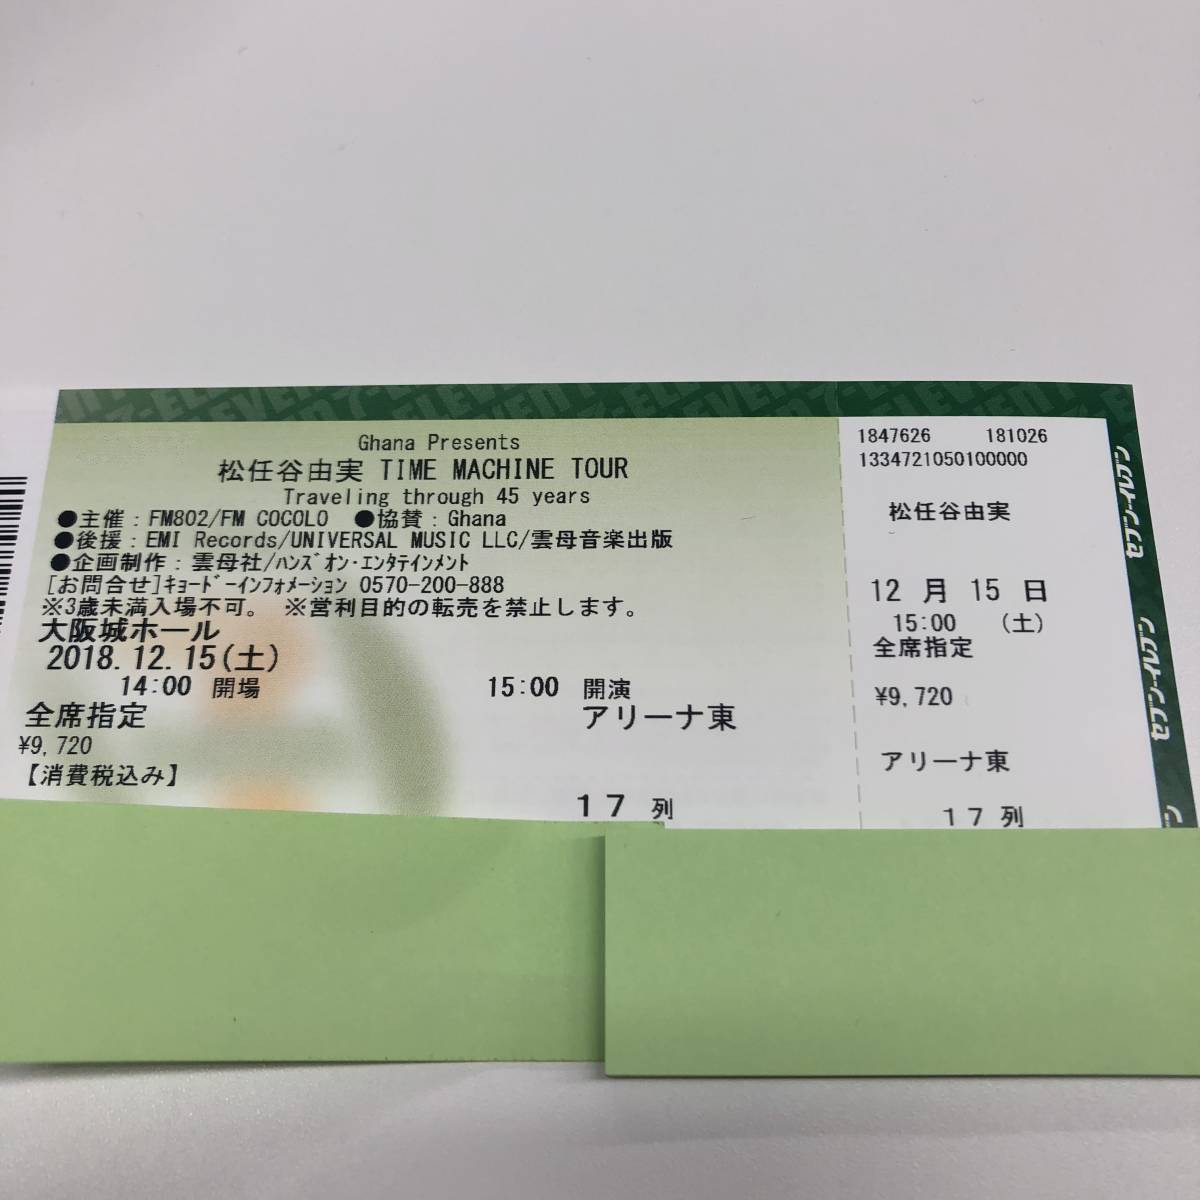 Ghana Presents
松任谷由実 TIME MACHINE TOUR
Traveling through 45 years
●主催：FM802/FM COCOLO ●協賛：Ghana
●後援：EMI Records/UNIVERSAL MUSIC LLC/雲母音楽出版
●企画制作：雲母社/ﾊﾝｽﾞオン・ｴﾝﾀﾃｲﾝﾒﾝﾄ
[お問合せ]ｷｮｰﾄﾞｰｲﾝﾌｫﾒｰｼｮﾝ 0570-200-888
※3歳未満入場不可。 ※営利目的の転売を禁止します。
大阪城ホール
2018.12.15(土)
14:00 開場 15:00 開演
全席指定 アリーナ東
¥9,720
【消費税込み】
17 列
1847626 181026
1334721050100000
松任谷由実
12 月 15 日
15:00 (土)
全席指定
¥9,720
アリーナ東
17 列
セブン-イレブン
セブン-イレブン